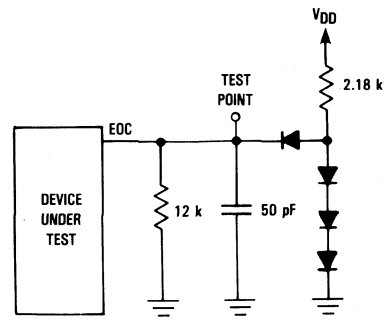 VDD
2.18 k
TEST
POINT
EOC
DEVICE
UNDER
TEST
12 k
50 pF